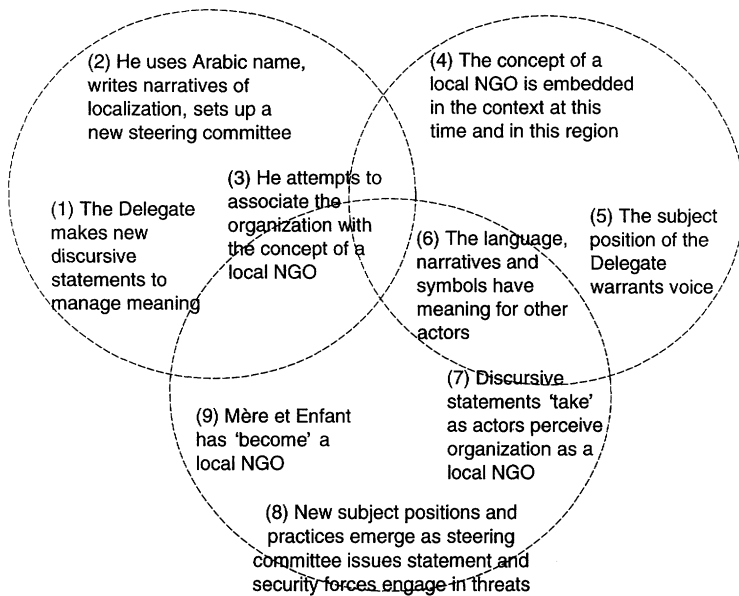 (2) He uses Arabic name,
writes narratives of
localization, sets up a
new steering committee
(4) The concept of a
local NGO is embedded
in the context at this
time and in this region
(3) He attempts to
associate the
organization with
the concept of a
local NGO
(1) The Delegate
makes new
discursive
statements to
manage meaning
(5) The subject
position of the
Delegate
warrants voice
(6) The language,
narratives and
symbols have
meaning for other
actors
(7) Discursive
statements ‘take’
as actors perceive
organization as a
local NGO
(9) Mère et Enfant
has ‘become’ a
local NGO
(8) New subject positions and
practices emerge as steering
committee issues statement and
security forces engage in threats